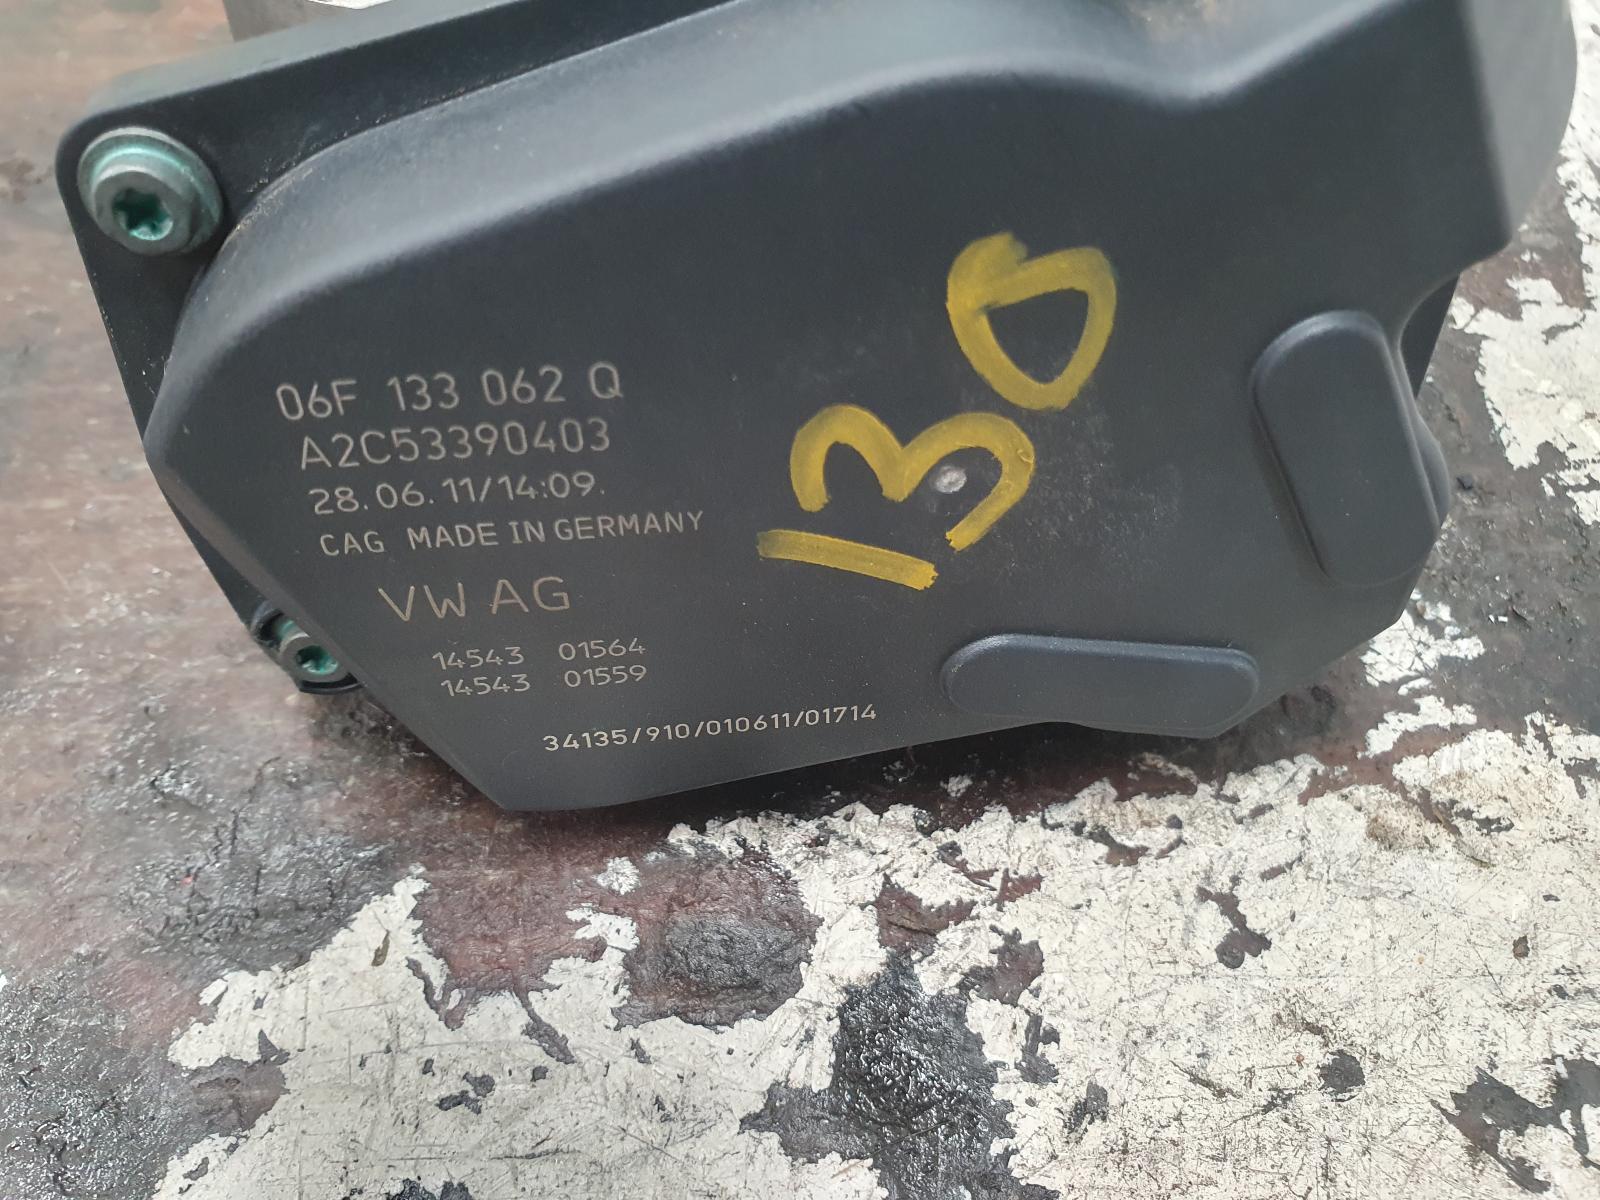 06F 133 062 Q
A2C53390403
28.06.11/14:09.
CAG MADE IN GERMANY
VW AG
14543 01564
14543 01559
34135/910/010611/01714
130